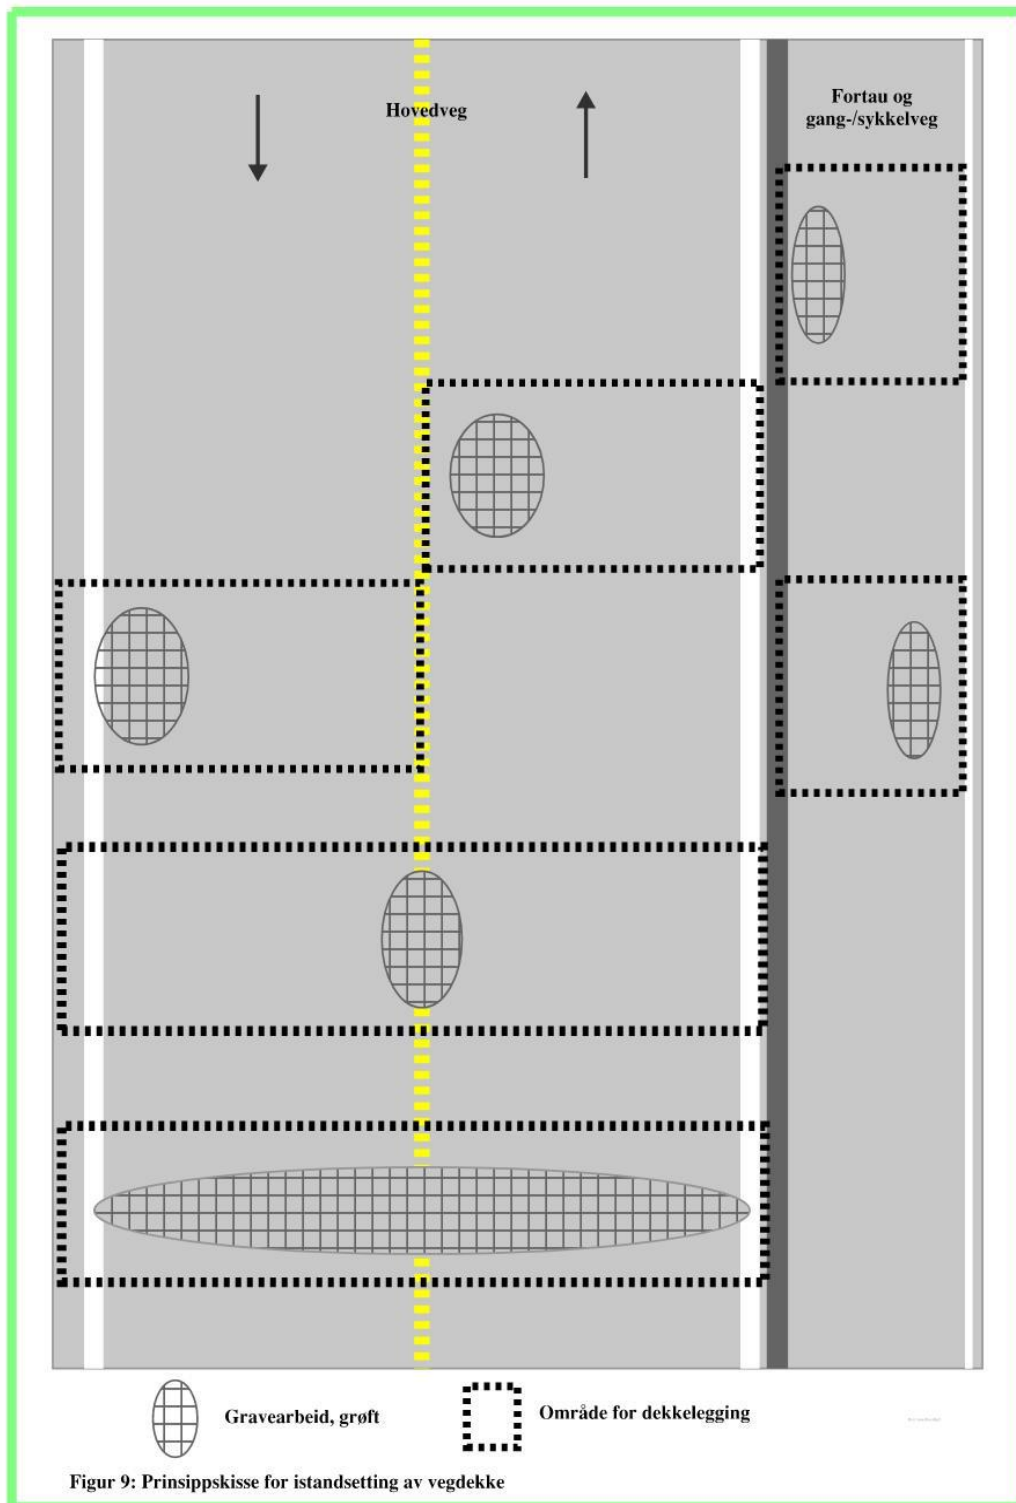 Hovedveg
Fortau og
gang-/sykkelveg
Gravearbeid, grøft
Område for dekkelegging
Figur 9: Prinsippskisse for istandsetting av vegdekke